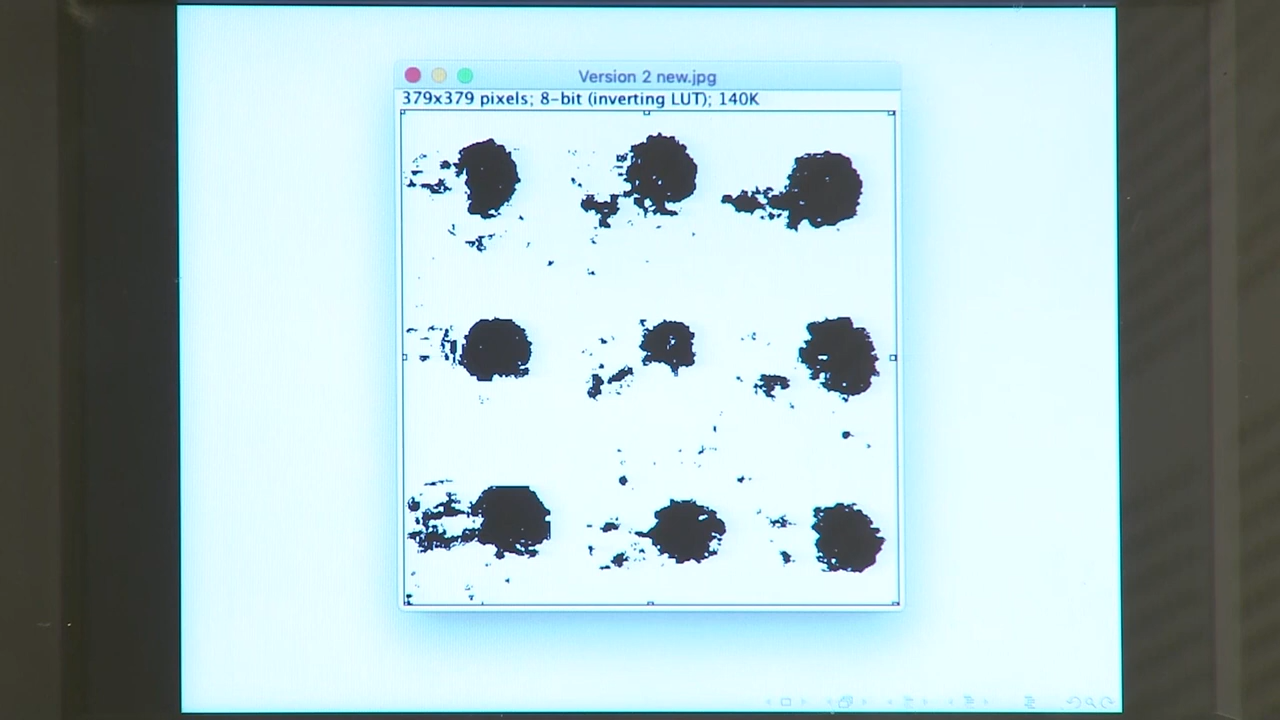 Version 2 new.jpg
379x379 pixels; 8-bit (inverting LUT); 140K